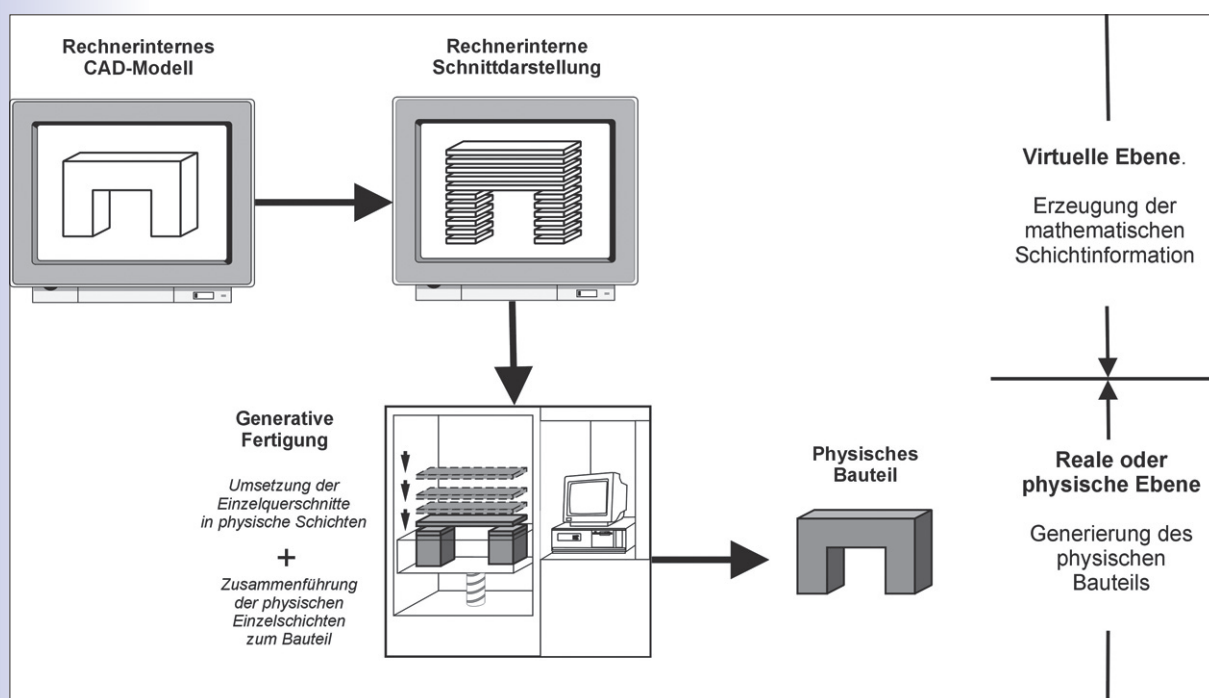 Rechnerinternes
CAD-Modell
Rechnerinterne
Schnittdarstellung
Virtuelle Ebene.
Erzeugung der
mathematischen
Schichtinformation
Generative
Fertigung
Umsetzung der
Einzelquerschnitte
in physische Schichten
+
Zusammenführung
der physischen
Einzelschichten
zum Bauteil
Physisches
Bauteil
Reale oder
physische Ebene
Generierung des
physischen
Bauteils